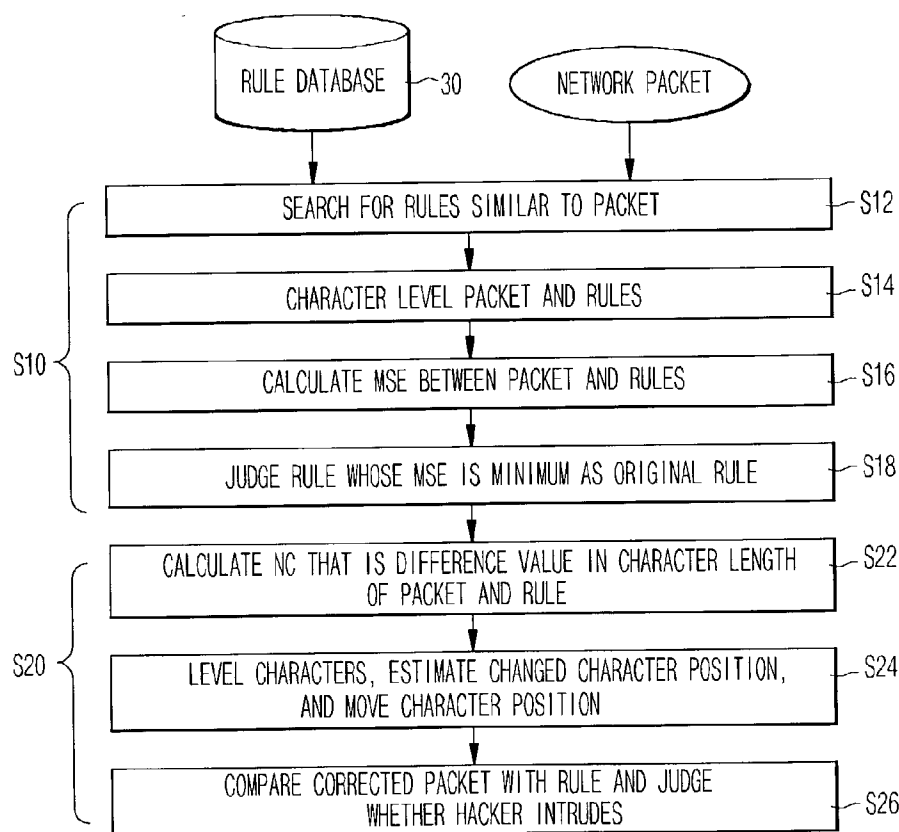 RULE DATABASE
30
NETWORK PACKET
SEARCH FOR RULES SIMILAR TO PACKET
S12
CHARACTER LEVEL PACKET AND RULES
S14
S10
CALCULATE MSE BETWEEN PACKET AND RULES
S16
JUDGE RULE WHOSE MSE IS MINIMUM AS ORIGINAL RULE
S18
CALCULATE NC THAT IS DIFFERENCE VALUE IN CHARACTER LENGTH
OF PACKET AND RULE
S22
S20
LEVEL CHARACTERS, ESTIMATE CHANGED CHARACTER POSITION,
AND MOVE CHARACTER POSITION
S24
COMPARE CORRECTED PACKET WITH RULE AND JUDGE
WHETHER HACKER INTRUDES
S26